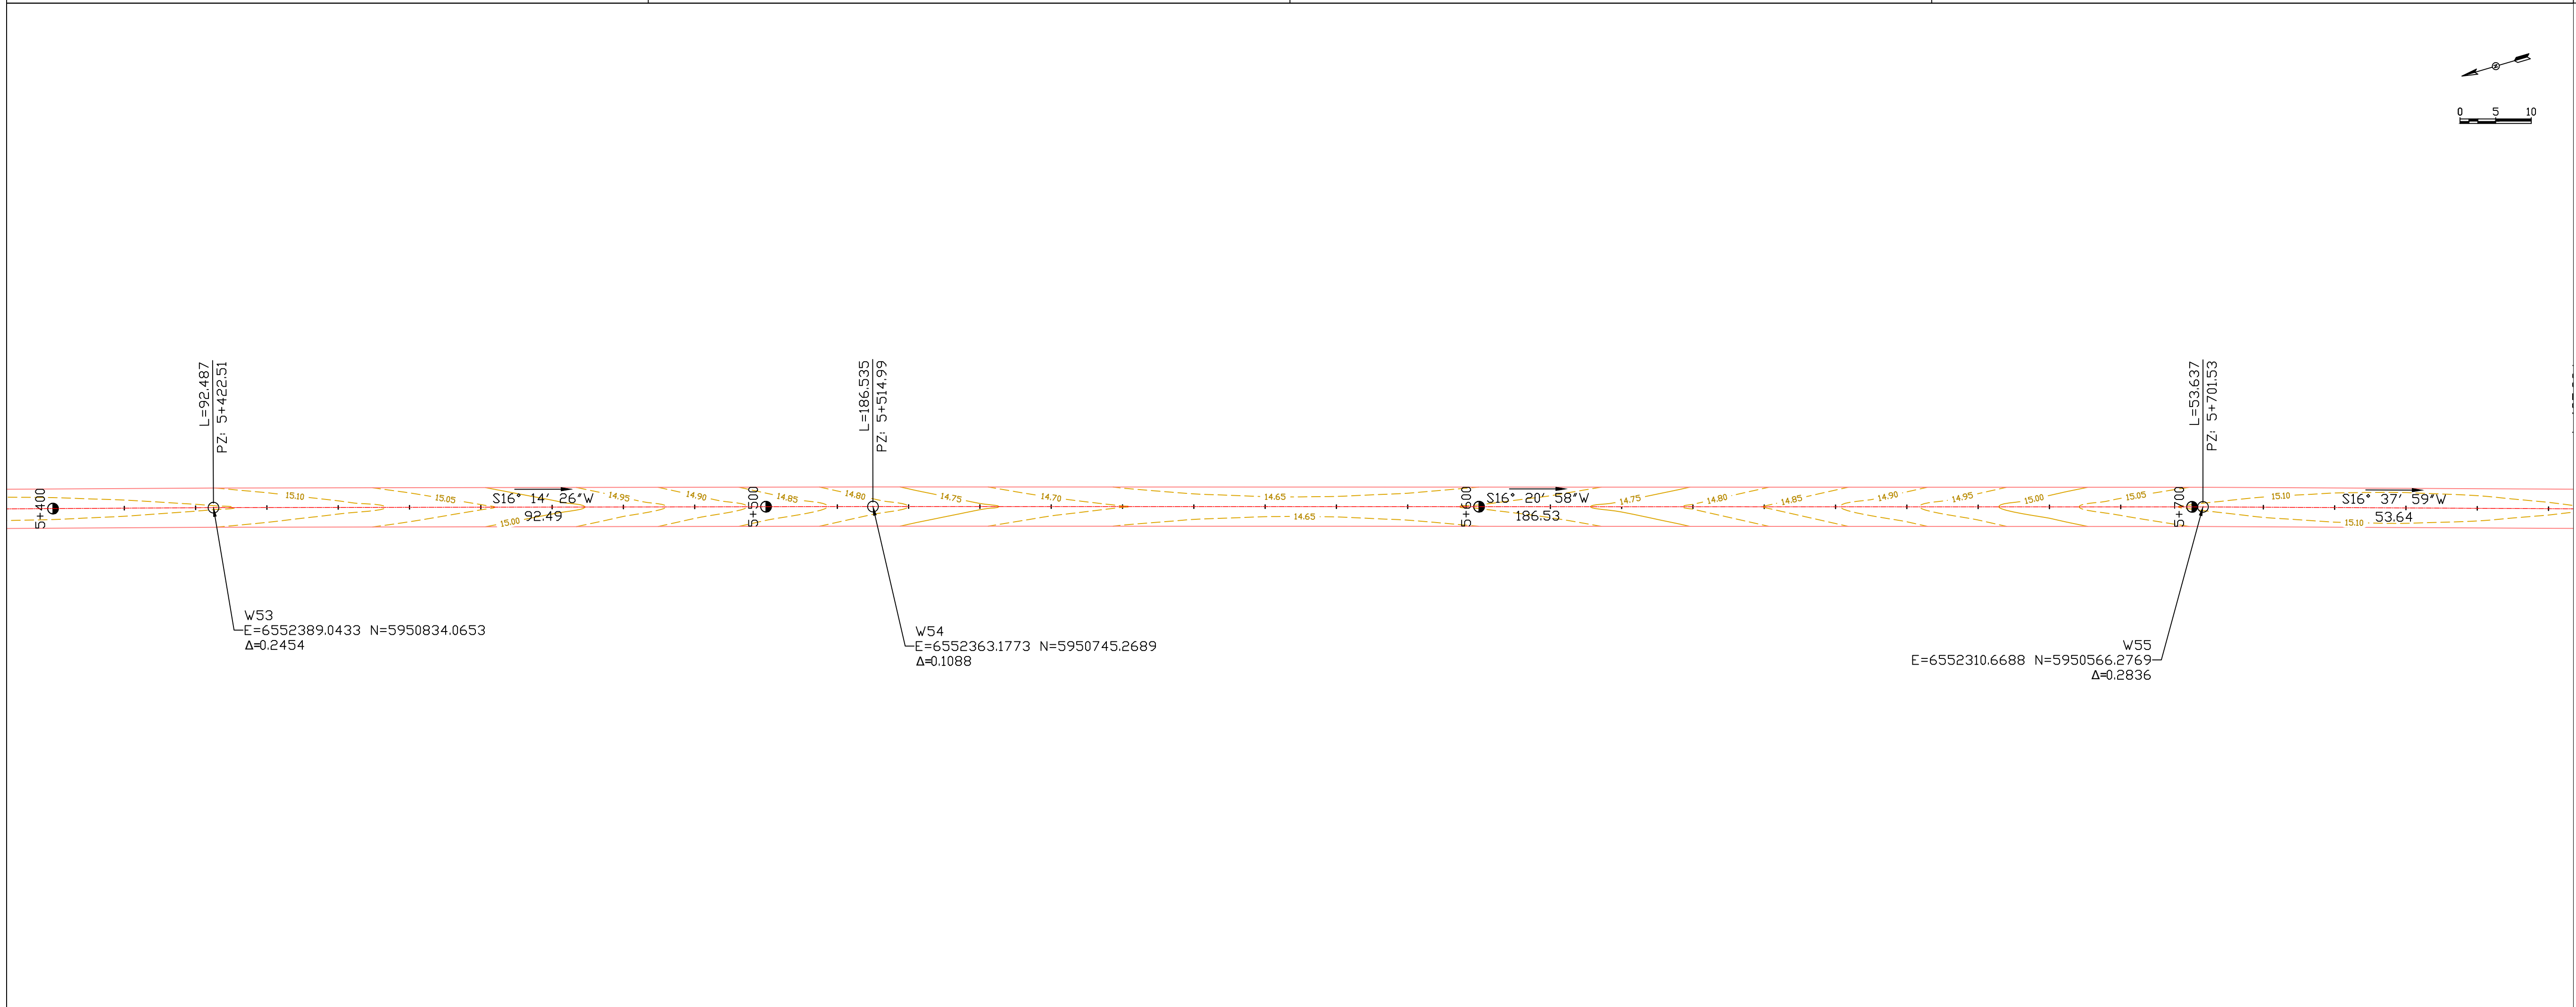 0 5 10
L=92.487
PZ: 5+422.51
L=186.535
PZ: 5+514.99
L=53.637
PZ: 5+701.53
5+400
15.10
15.05
15.00
S16° 14' 26"W
92.49
14.95
14.90
5+500
14.85
14.80
14.75
14.70
14.65
14.65
5+600
S16° 20' 58"W
186.53
14.75
14.80
14.85
14.90
14.95
15.00
15.05
5+700
15.10
S16° 37' 59"W
53.64
15.10
W53
E=6552389.0433 N=5950834.0653
Δ=0.2454
W54
E=6552363.1773 N=5950745.2689
Δ=0.1088
W55
E=6552310.6688 N=5950566.2769
Δ=0.2836